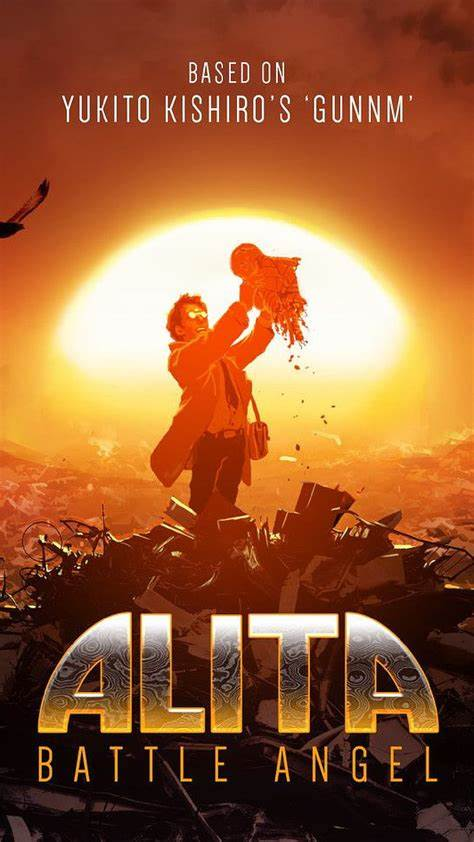 BASED ON
YUKITO KISHIRO'S ‘GUNNM’
ALITA
BATTLE ANGEL